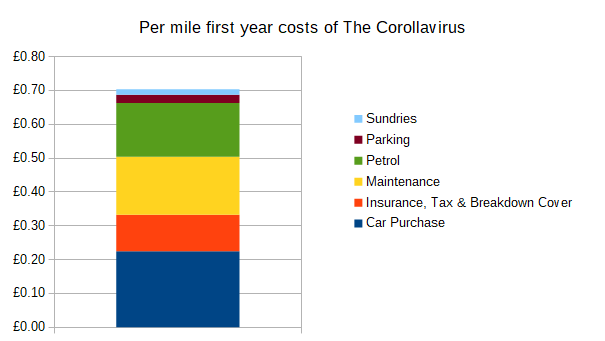 Per mile first year costs of The Corollavirus
£0.80
£0.70
£0.60
£0.50
£0.40
£0.30
£0.20
£0.10
£0.00
Sundries
Parking
Petrol
Maintenance
Insurance, Tax & Breakdown Cover
Car Purchase